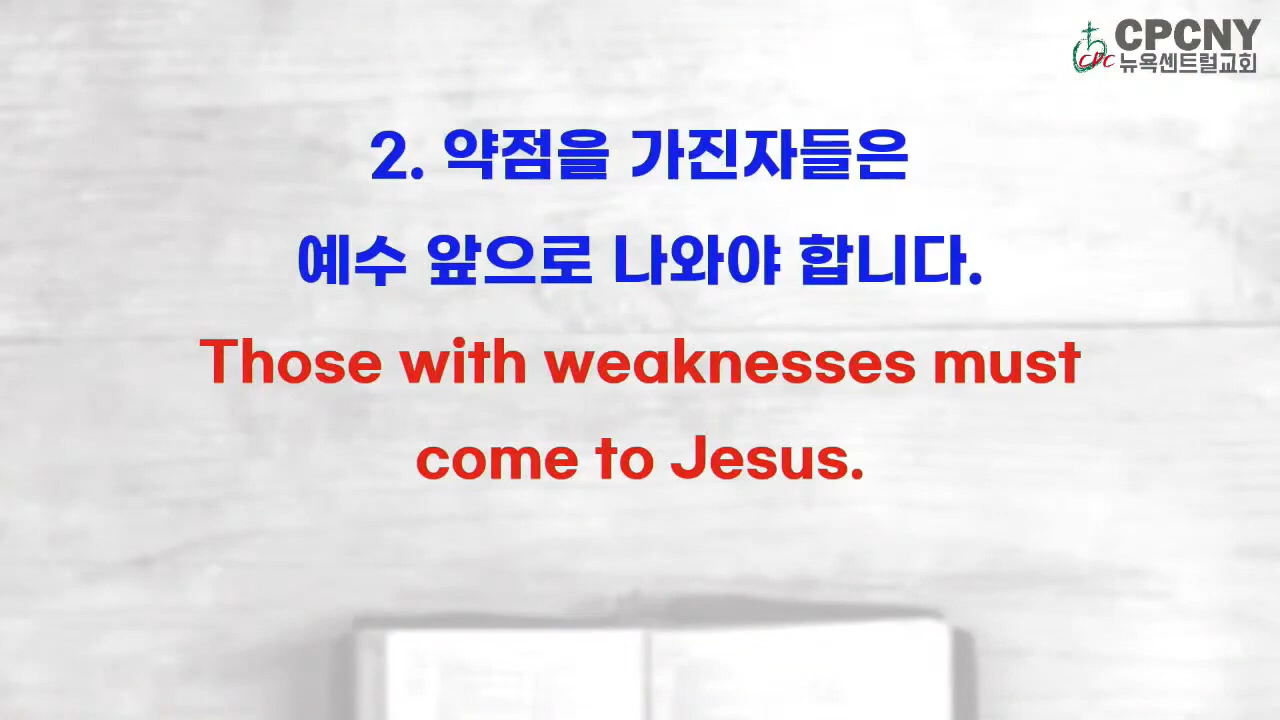 CPCNY
CPC 뉴욕센트럴교회
2. 약점을 가진자들은
예수 앞으로 나와야 합니다.
Those with weaknesses must
come to Jesus.